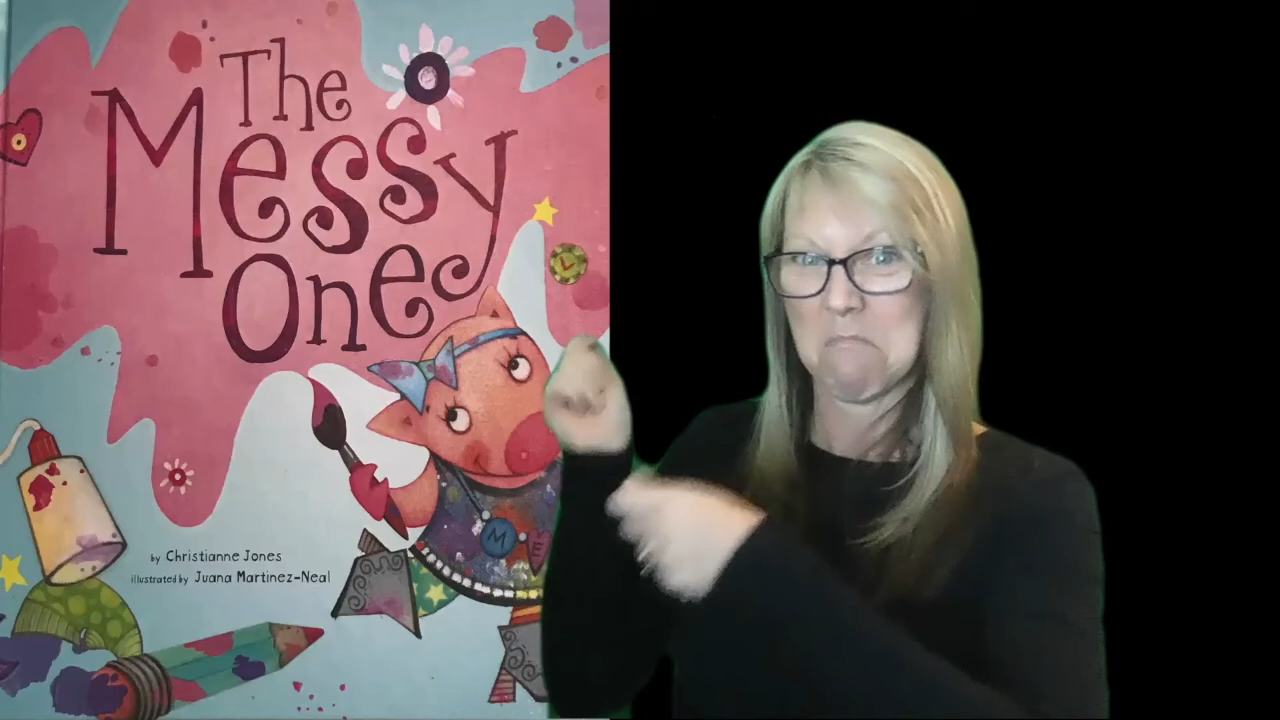 The
Messy
One
by Christianne Jones
illustrated by Juana Martinez-Neal
M E